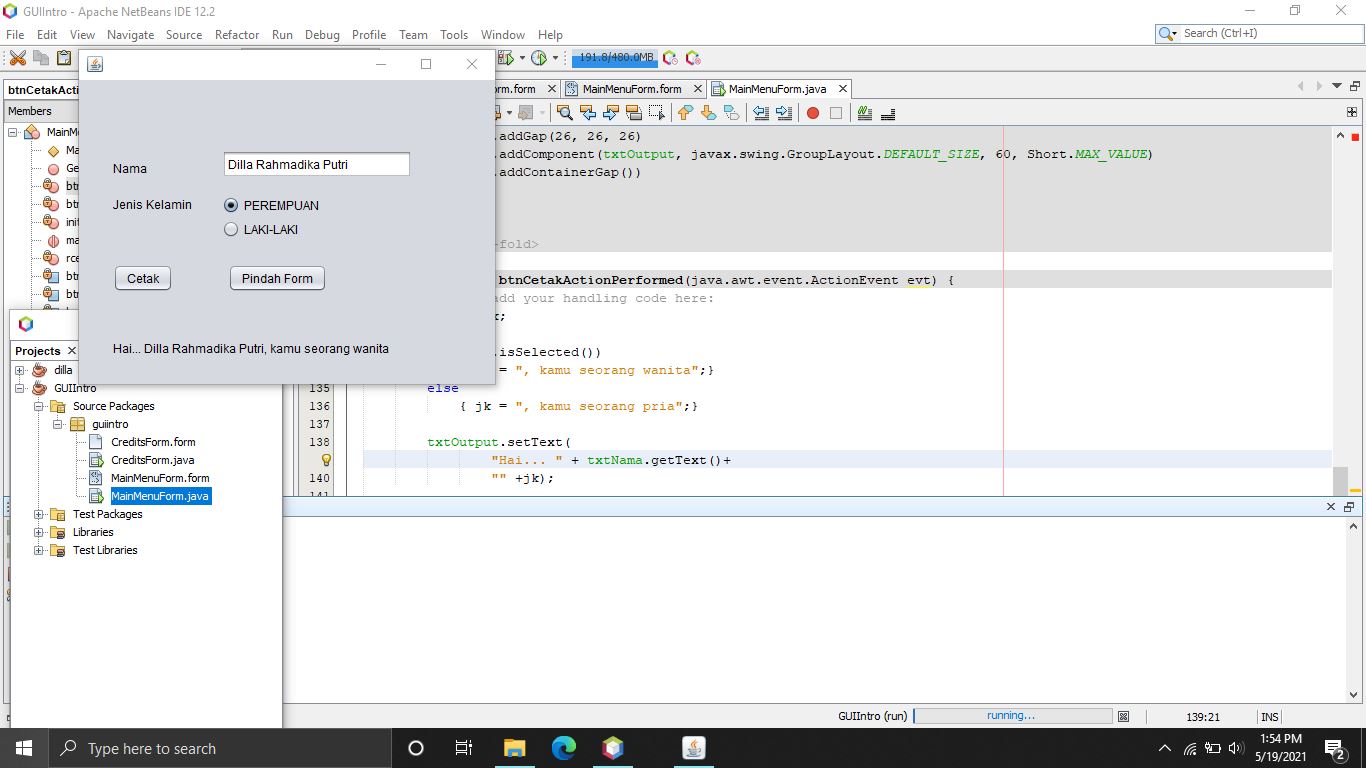 GUIIntro - Apache NetBeans IDE 12.2
File Edit View Navigate Source Refactor Run Debug Profile Team Tools Window Help
Search (Ctrl+I)
191.8/480.0MB
btnCetakActi
rm.form
MainMenuForm.form
MainMenuForm.java
Members
MainMe
Ma
Ge
btn
btn
init
ma
rce
btn
btn
Nama
Dilla Rahmadika Putri
Jenis Kelamin
PEREMPUAN
LAKI-LAKI
Cetak
Pindah Form
Hai... Dilla Rahmadika Putri, kamu seorang wanita
.addGap(26, 26, 26)
.addComponent(txtOutput, javax.swing.GroupLayout.DEFAULT_SIZE, 60, Short.MAX_VALUE)
.addContainerGap())
-fold>
btnCetakActionPerformed(java.awt.event.ActionEvent evt) {
add your handling code here:
k;
.isSelected())
= ", kamu seorang wanita";}
135 else
136 { jk = ", kamu seorang pria";}
137
138 txtOutput.setText(
"Hai... " + txtNama.getText()+
140 "" +jk);
141
Projects
dilla
GUIIntro
Source Packages
guiintro
CreditsForm.form
CreditsForm.java
MainMenuForm.form
MainMenuForm.java
Test Packages
Libraries
Test Libraries
GUIIntro (run)
running...
139:21
INS
Type here to search
1:54 PM
5/19/2021
2